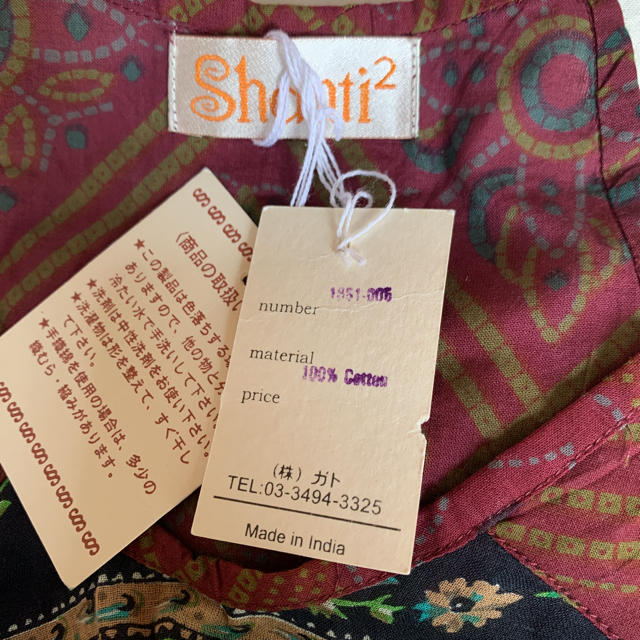 Shanti²
(商品の取扱い
★この製品は色落ちする
ありますので、他の物と
冷たい水で手洗いして下さい。
★洗剤は中性洗剤をお使い下さい。
★洗濯物は形を整えて、すぐ干し
て下さい。
★手織綿を使用の場合は、多少の
織むら・縮みがあります。
number 1851-005
material
100% Cotton
price
(株) ガト
TEL:03-3494-3325
Made in India